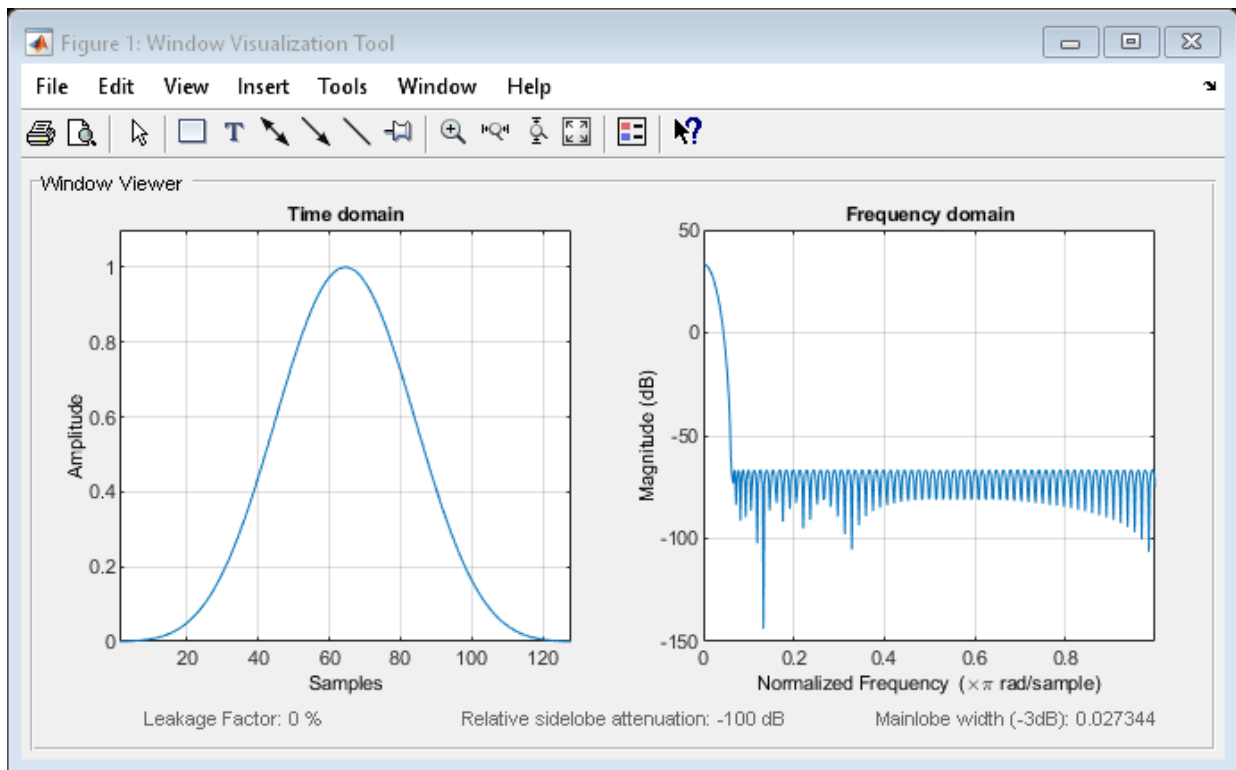 Figure 1: Window Visualization Tool
File Edit View Insert Tools Window Help
T
Window Viewer
Time domain
1
0.8
0.6
0.4
0.2
0
Amplitude
20 40 60 80 100 120
Samples
Frequency domain
50
0
-50
-100
-150
Magnitude (dB)
0 0.2 0.4 0.6 0.8
Normalized Frequency (×π rad/sample)
Leakage Factor: 0 % Relative sidelobe attenuation: -100 dB Mainlobe width (-3dB): 0.027344